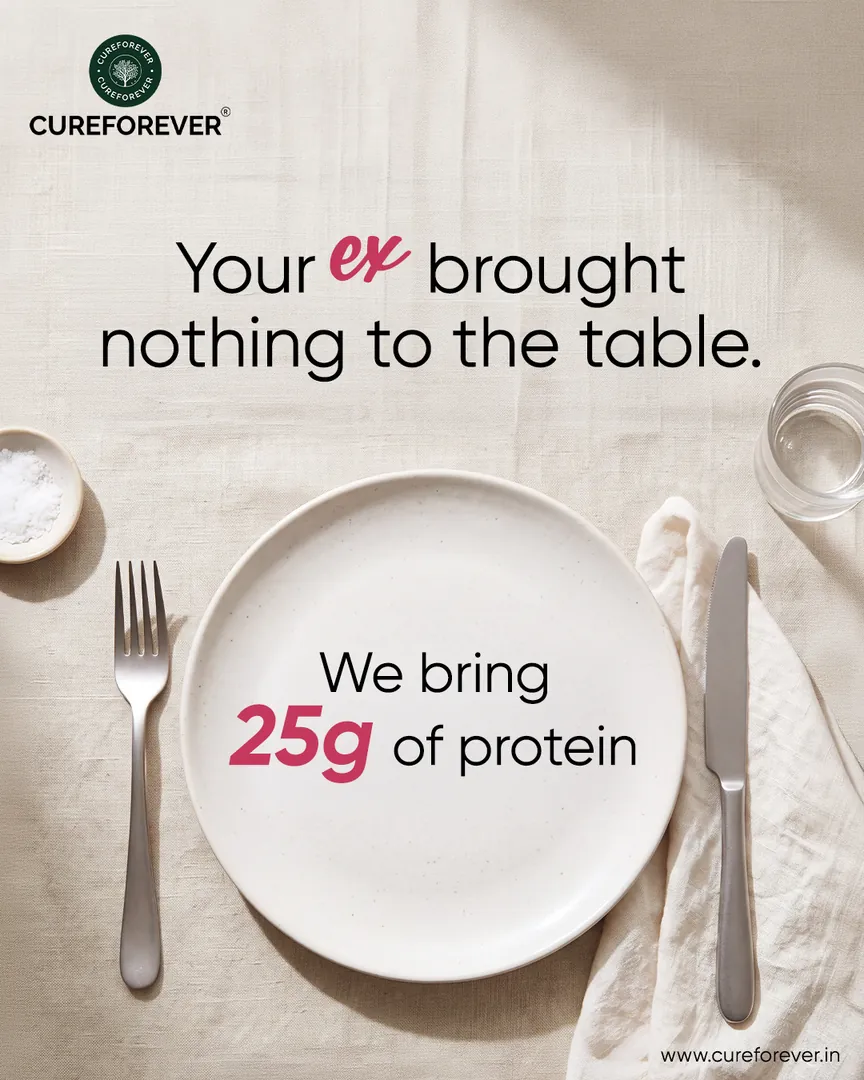 CUREFOREVER
CUREFOREVER
CUREFOREVER®
Your ex brought
nothing to the table.
We bring
25g of protein
www.cureforever.in